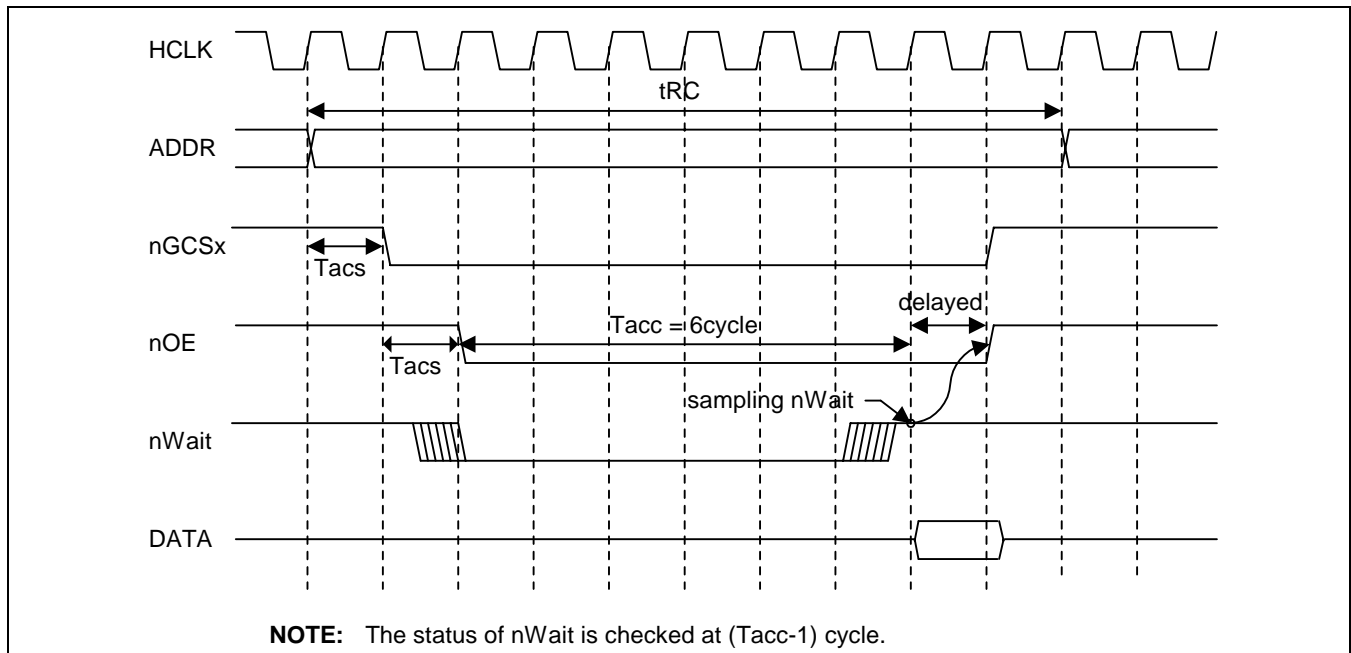 HCLK
tRC
ADDR
nGCSx
Tacs
delayed
nOE
Tacc = 6cycle
Tacs
sampling nWait
nWait
DATA
NOTE: The status of nWait is checked at (Tacc-1) cycle.